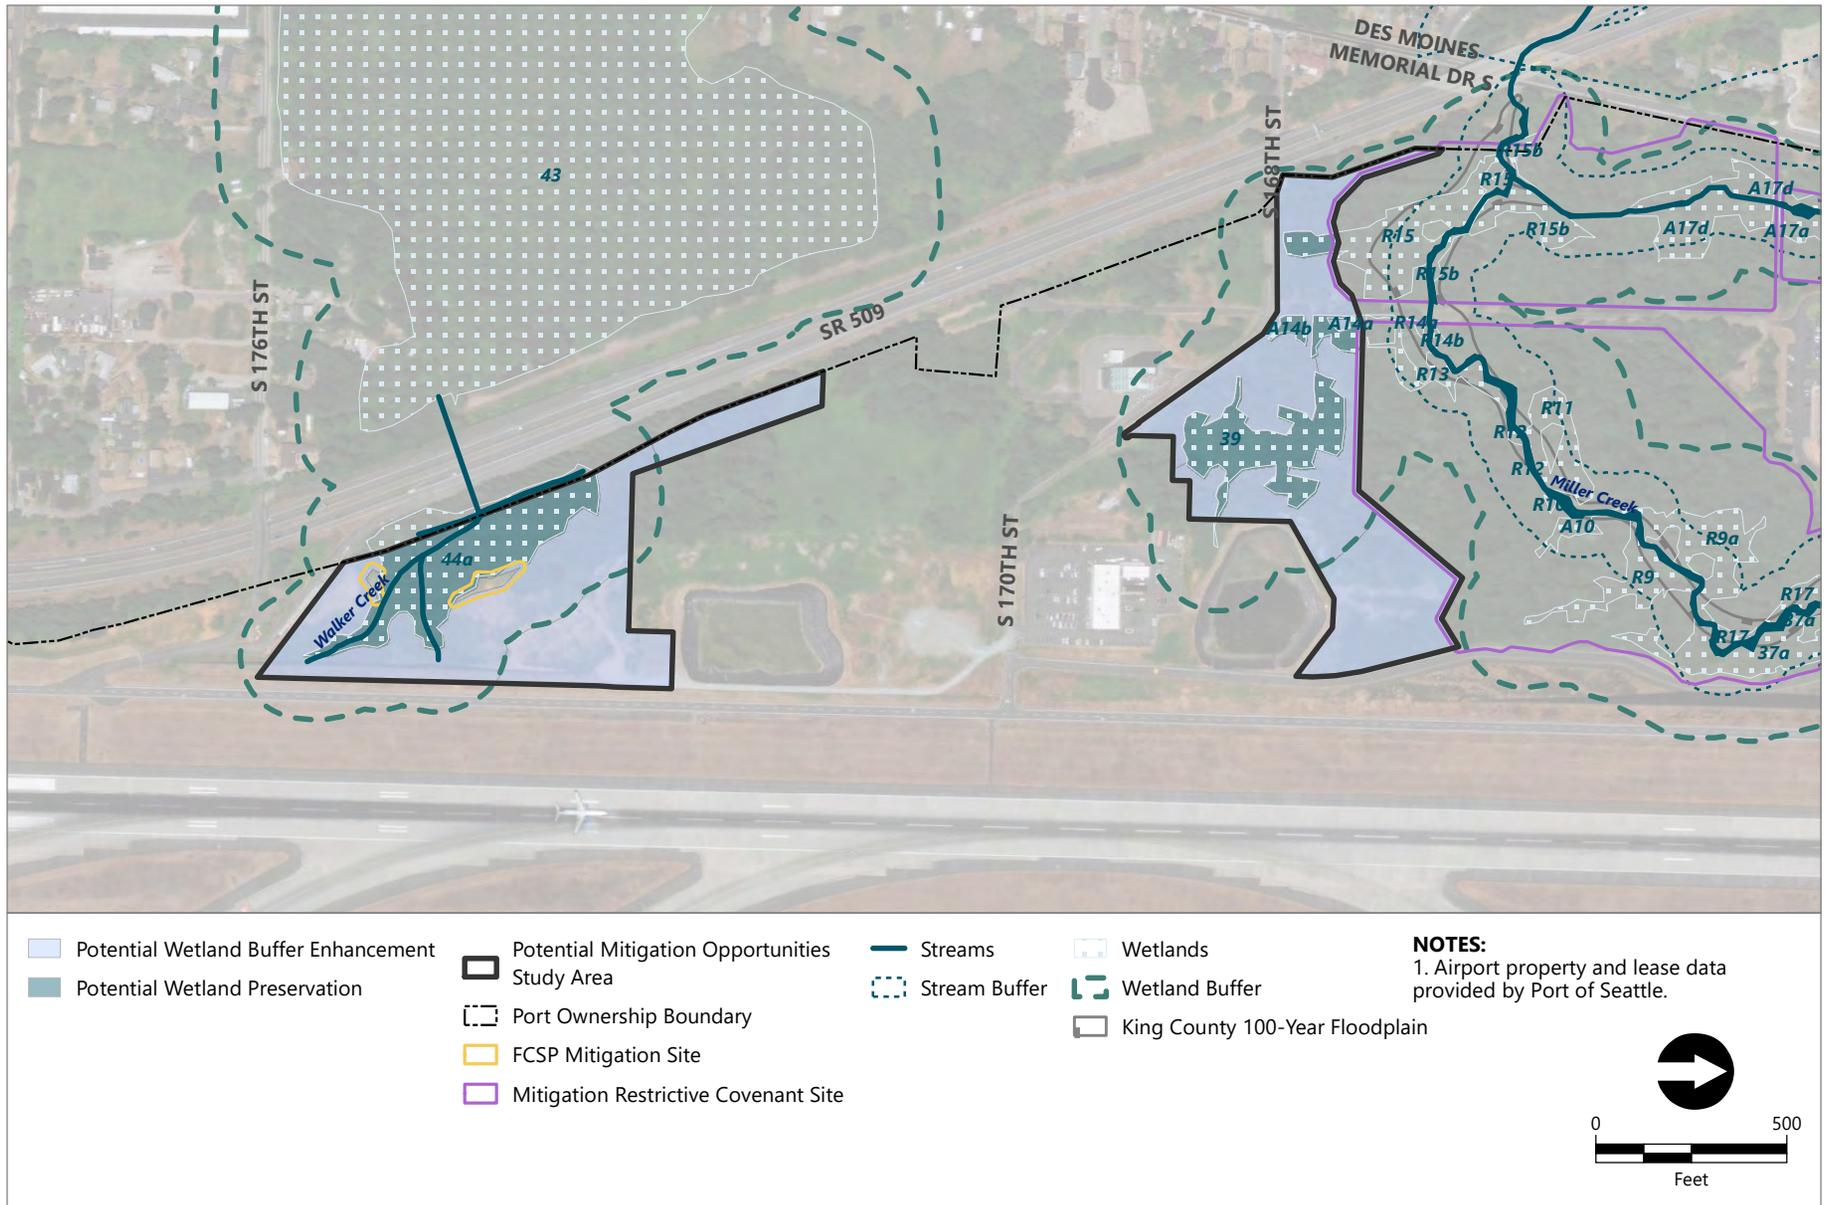 DES MOINES
MEMORIAL DR S
S 168TH ST
15b
R15
A17d
43
R15
R15b
A17d
A17a
R15b
S 176TH ST
SR 509
A14b
A14a
R14a
R14b
R13
R11
39
R12
R12
Miller Creek
A10
R9a
44a
S 170TH ST
R9
R17
37a
Walker Creek
R17
37a
Potential Wetland Buffer Enhancement
Potential Wetland Preservation
Potential Mitigation Opportunities
Study Area
Port Ownership Boundary
FCSP Mitigation Site
Mitigation Restrictive Covenant Site
Streams
Stream Buffer
Wetlands
Wetland Buffer
King County 100-Year Floodplain
NOTES:
1. Airport property and lease data
provided by Port of Seattle.
0 500
Feet